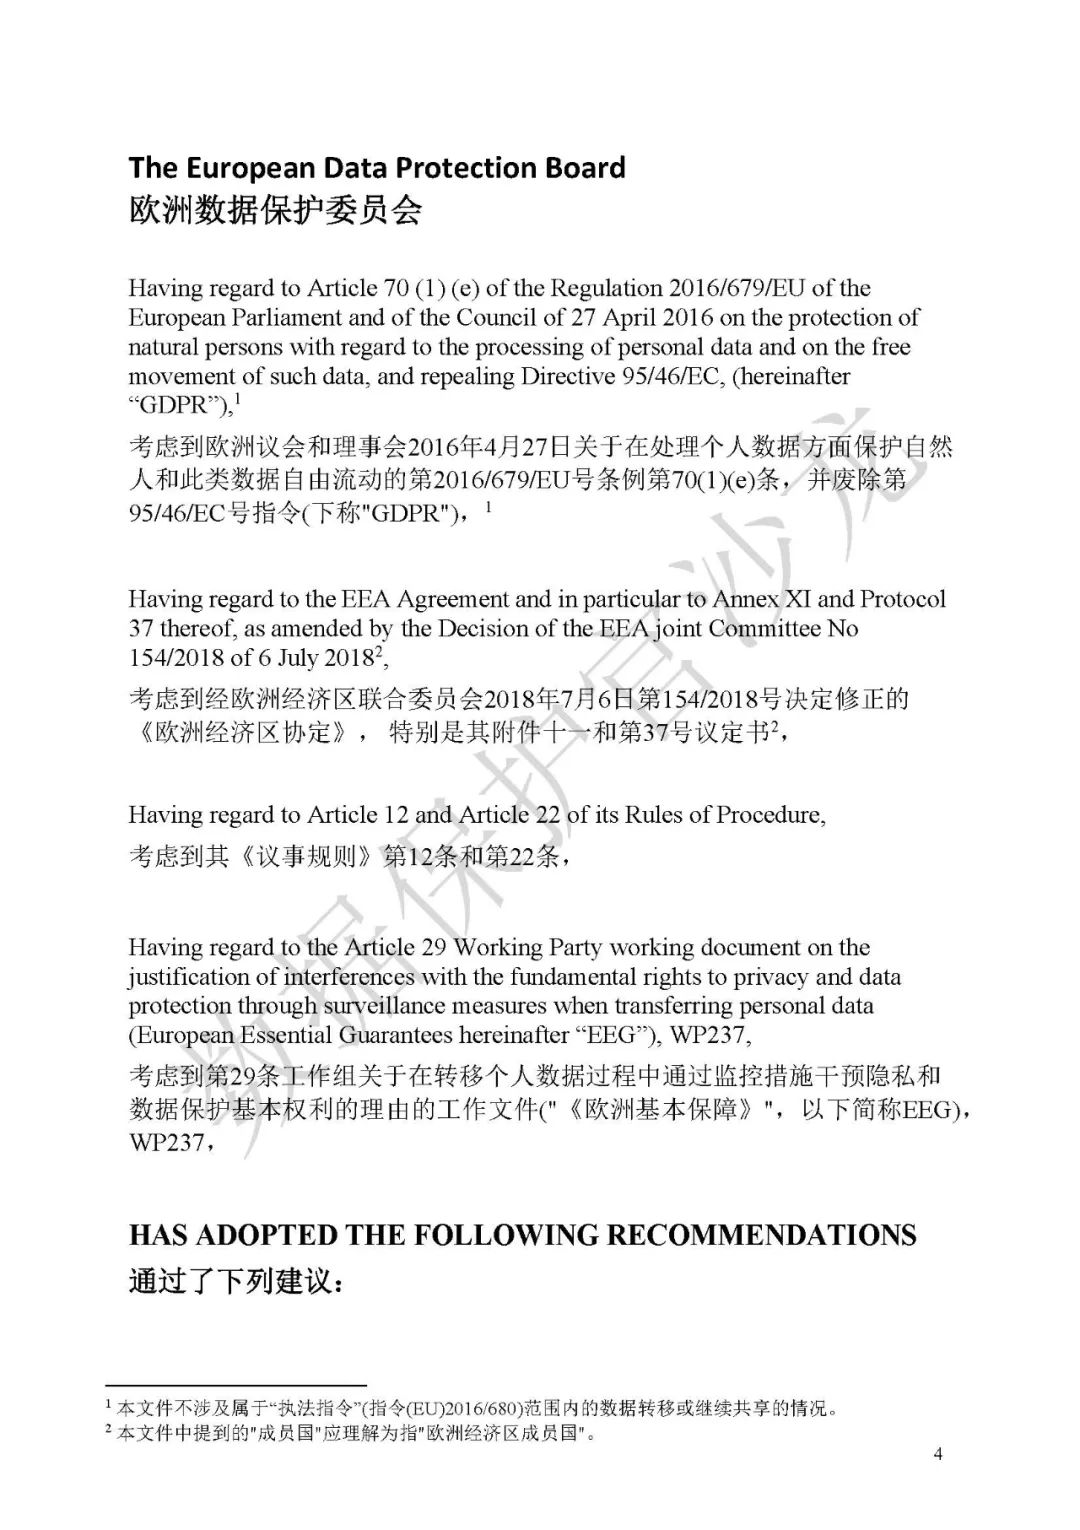 The European Data Protection Board
欧洲数据保护委员会
Having regard to Article 70 (1) (e) of the Regulation 2016/679/EU of the
European Parliament and of the Council of 27 April 2016 on the protection of
natural persons with regard to the processing of personal data and on the free
movement of such data, and repealing Directive 95/46/EC, (hereinafter
“GDPR”),¹
考虑到欧洲议会和理事会2016年4月27日关于在处理个人数据方面保护自然
人和此类数据自由流动的第2016/679/EU号条例第70(1)(e)条，并废除第
95/46/EC号指令(下称"GDPR")，¹
Having regard to the EEA Agreement and in particular to Annex XI and Protocol
37 thereof, as amended by the Decision of the EEA joint Committee No
154/2018 of 6 July 2018²,
考虑到经欧洲经济区联合委员会2018年7月6日第154/2018号决定修正的
《欧洲经济区协定》， 特别是其附件十一和第37号议定书²，
Having regard to Article 12 and Article 22 of its Rules of Procedure,
考虑到其《议事规则》第12条和第22条，
Having regard to the Article 29 Working Party working document on the
justification of interferences with the fundamental rights to privacy and data
protection through surveillance measures when transferring personal data
(European Essential Guarantees hereinafter “EEG”), WP237,
考虑到第29条工作组关于在转移个人数据过程中通过监控措施干预隐私和
数据保护基本权利的理由的工作文件("《欧洲基本保障》"，以下简称EEG)，
WP237，
HAS ADOPTED THE FOLLOWING RECOMMENDATIONS
通过了下列建议：
¹ 本文件不涉及属于“执法指令”(指令(EU)2016/680)范围内的数据转移或继续共享的情况。
² 本文件中提到的"成员国"应理解为指"欧洲经济区成员国"。
4
数据保护官沙龙